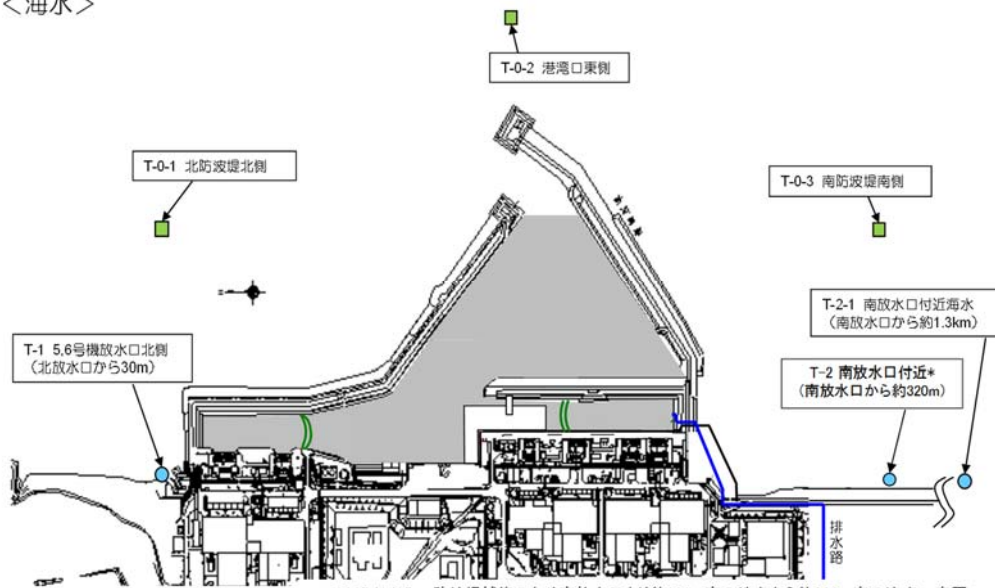 ＜海水＞
T-0-2 港湾口東側
T-0-1 北防波堤北側
T-0-3 南防波堤南側
T-2-1 南放水口付近海水
（南放水口から約1.3km）
T-1 5,6号機放水口北側
（北放水口から30m）
T-2 南放水口付近*
（南放水口から約320m）
排水路